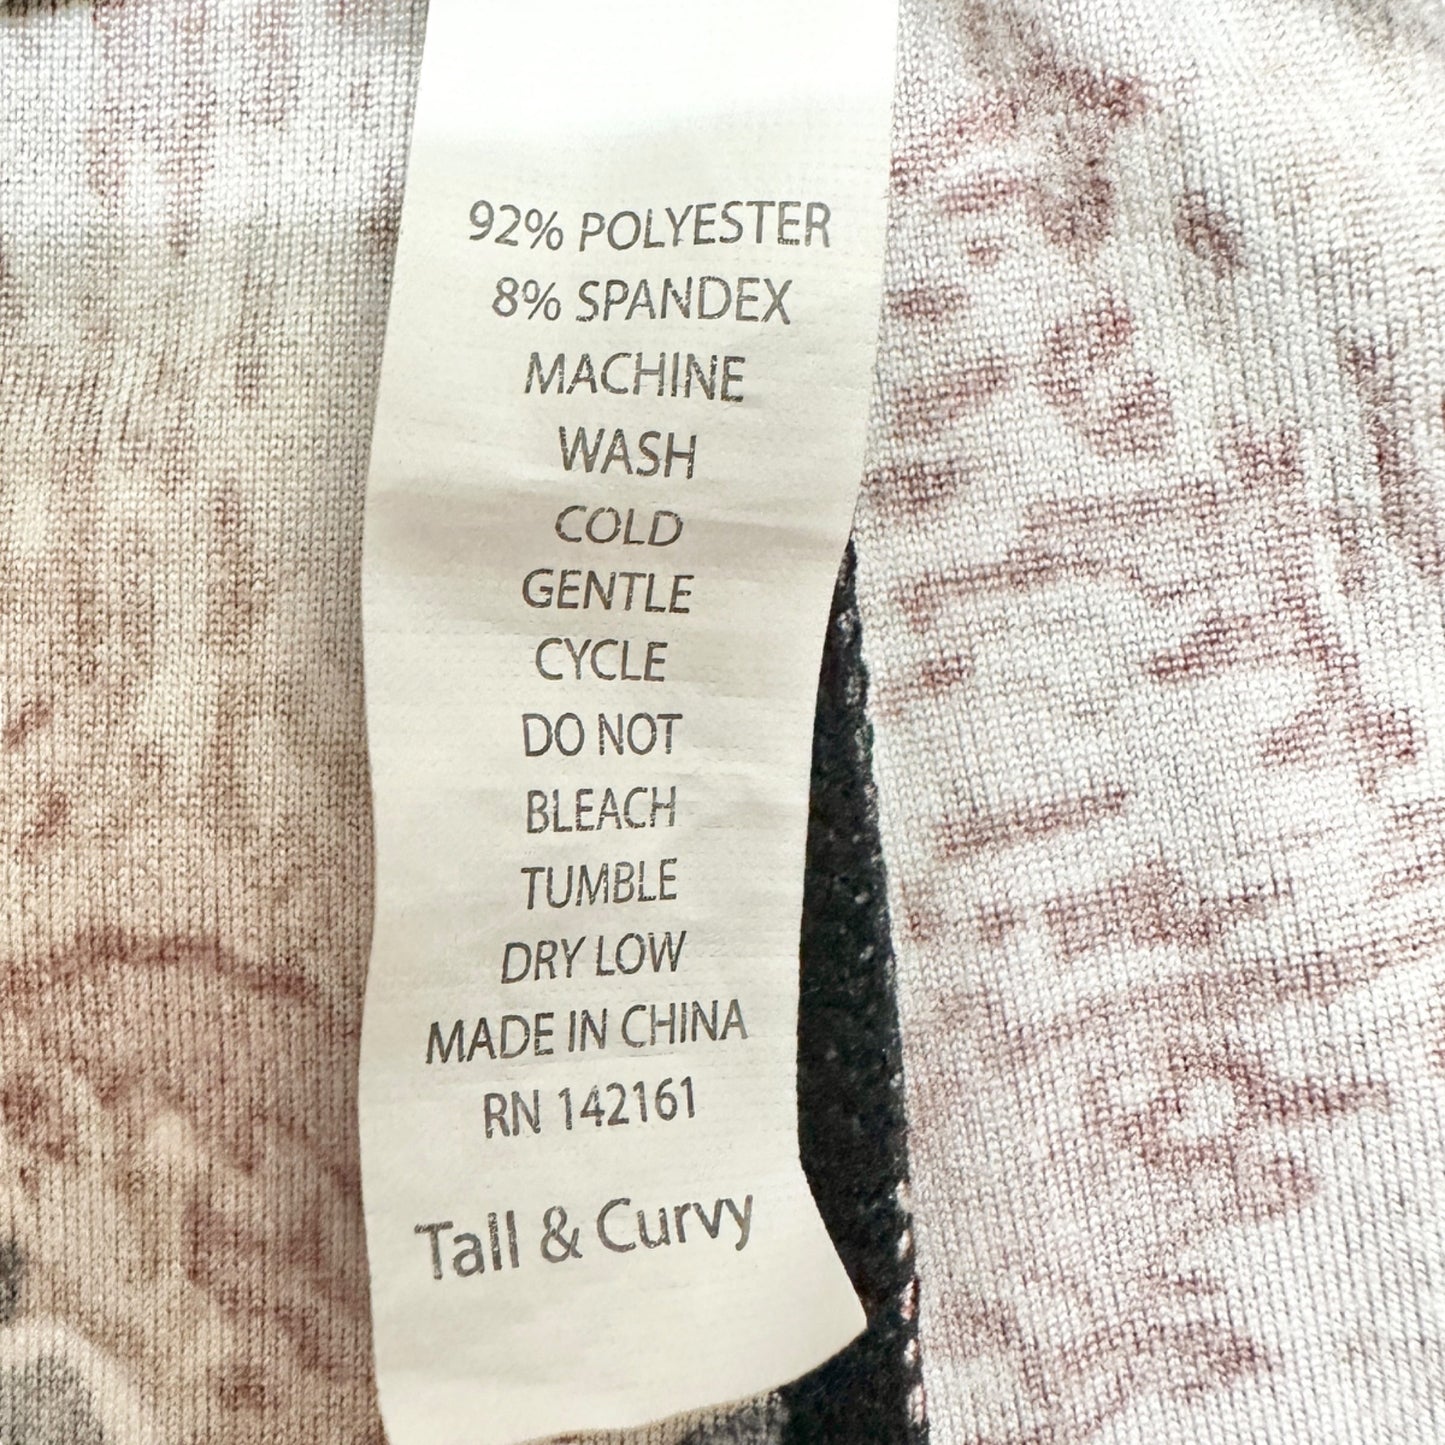 92% POLYESTER
8% SPANDEX
MACHINE
WASH
COLD
GENTLE
CYCLE
DO NOT
BLEACH
TUMBLE
DRY LOW
MADE IN CHINA
RN 142161
Tall & Curvy